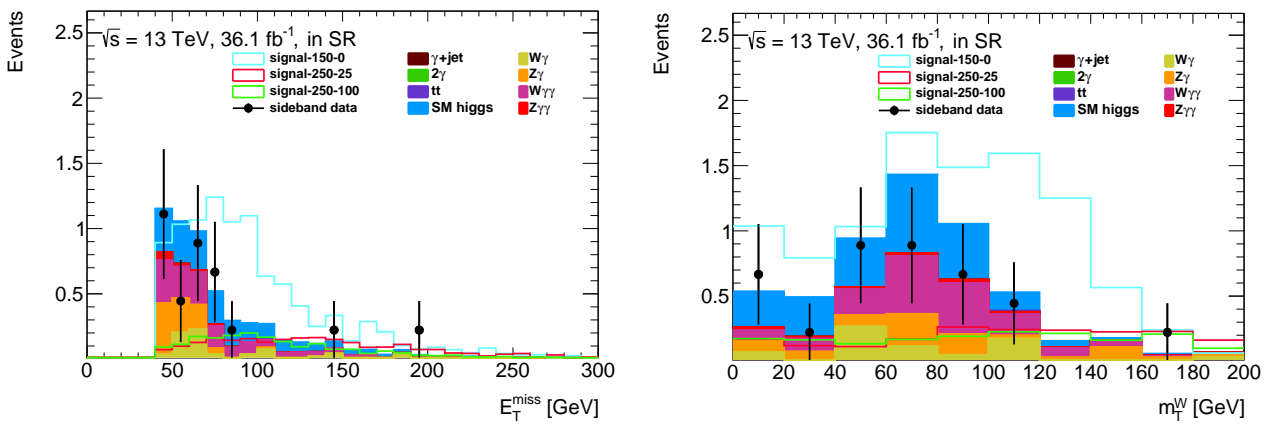 Events
2.5
2
1.5
1
0.5
√s = 13 TeV, 36.1 fb⁻¹, in SR
signal-150-0
signal-250-25
signal-250-100
sideband data
γ+jet
2γ
tt
SM higgs
Wγ
Zγ
Wγγ
Zγγ
0 50 100 150 200 250 300
E_T^miss [GeV]
Events
2.5
2
1.5
1
0.5
√s = 13 TeV, 36.1 fb⁻¹, in SR
signal-150-0
signal-250-25
signal-250-100
sideband data
γ+jet
2γ
tt
SM higgs
Wγ
Zγ
Wγγ
Zγγ
0 20 40 60 80 100 120 140 160 180 200
m_T^W [GeV]